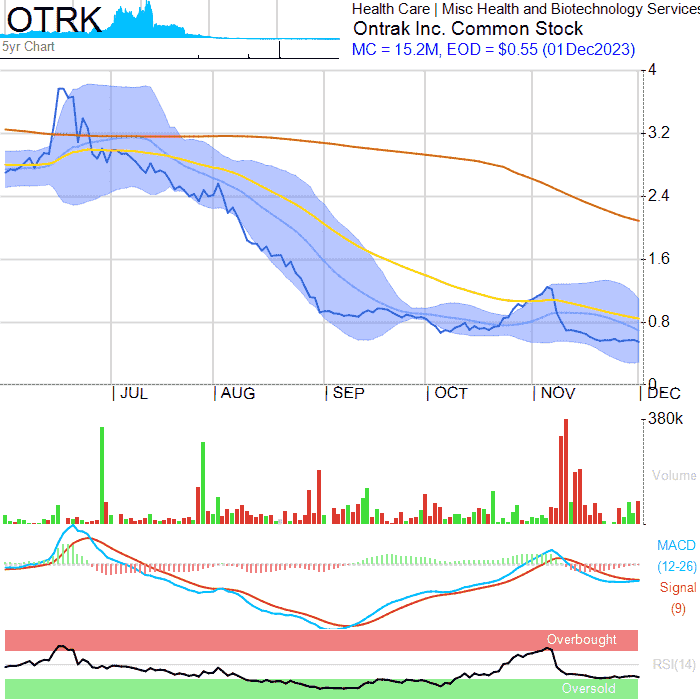 OTRK
5yr Chart
Health Care | Misc Health and Biotechnology Services
Ontrak Inc. Common Stock
MC = 15.2M, EOD = $0.55 (01Dec2023)
4
3.2
2.4
1.6
0.8
0
JUL AUG SEP OCT NOV DEC
380k
Volume
MACD
(12-26)
Signal
(9)
Overbought
RSI(14)
Oversold